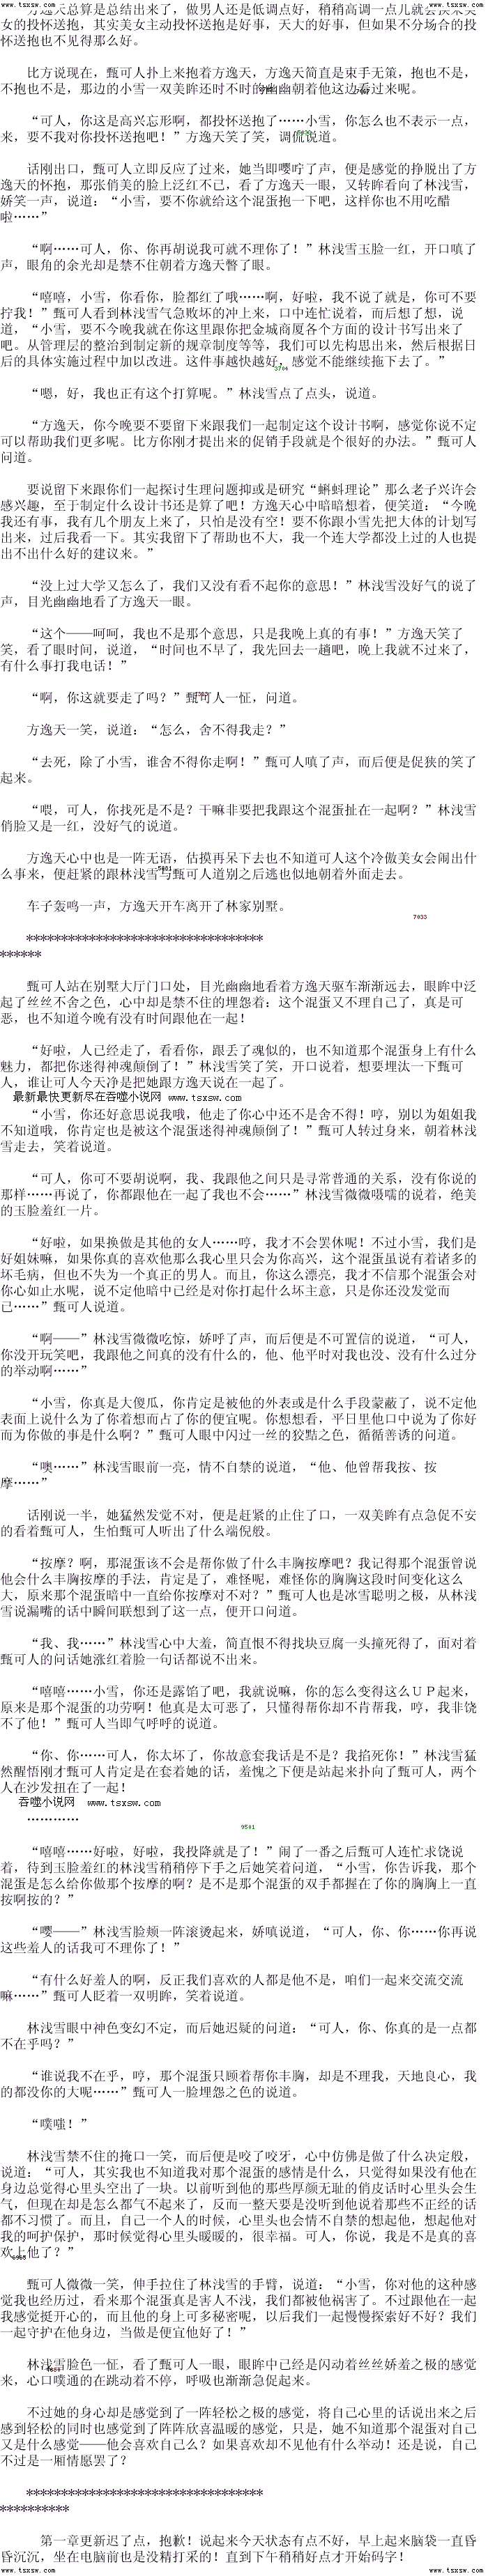 www.tsxsw.com www.tsxsw.com
方逸天总算是总结出来了，做男人还是低调点好，稍稍高调一点儿就会换来美
女的投怀送抱，其实美女主动投怀送抱是好事，天大的好事，但如果不分场合的投
怀送抱也不见得那么好。
比方说现在，甄可人扑上来抱着方逸天，方逸天简直是束手无策，抱也不是，
不抱也不是，那边的小雪一双美眸还时不时的幽幽朝着他这边看过来呢。
“可人，你这是高兴忘形啊，都投怀送抱了……小雪，你怎么也不表示一点，
来，要不我对你投怀送抱吧！”方逸天笑了笑，调侃说道。
话刚出口，甄可人立即反应了过来，她当即嘤咛了声，便是感觉的挣脱出了方
逸天的怀抱，那张俏美的脸上泛红不已，看了方逸天一眼，又转眸看向了林浅雪，
娇笑一声，说道：“小雪，要不你就给这个混蛋抱一下吧，这样你也不用吃醋
啦……”
“啊……可人，你、你再胡说我可就不理你了！”林浅雪玉脸一红，开口嗔了
声，眼角的余光却是禁不住朝着方逸天瞥了眼。
“嘻嘻，小雪，你看你，脸都红了哦……啊，好啦，我不说了就是，你可不要
拧我！”甄可人看到林浅雪气急败坏的冲上来，口中连忙说着，而后想了想，说
道，“小雪，要不今晚我就在你这里跟你把金城商厦各个方面的设计书写出来了
吧。从管理层的整治到制定新的规章制度等等，我们可以先构思出来，然后根据日
后的具体实施过程中加以改进。这件事越快越好，感觉不能继续拖下去了。”
3704
“嗯，好，我也正有这个打算呢。”林浅雪点了点头，说道。
“方逸天，你今晚要不要留下来跟我们一起制定这个设计书啊，感觉你说不定
可以帮助我们更多呢。比方你刚才提出来的促销手段就是个很好的办法。”甄可人
问道。
要说留下来跟你们一起探讨生理问题抑或是研究“蝌蚪理论”那么老子兴许会
感兴趣，至于制定什么设计书还是算了吧！方逸天心中暗暗想着，便笑道：“今晚
我还有事，我有几个朋友上来了，只怕是没有空！要不你跟小雪先把大体的计划写
出来，过后我看一下。其实我留下了帮助也不大，我一个连大学都没上过的人也提
出不出什么好的建议来。”
“没上过大学又怎么了，我们又没有看不起你的意思！”林浅雪没好气的说了
声，目光幽幽地看了方逸天一眼。
“这个——呵呵，我也不是那个意思，只是我晚上真的有事！”方逸天笑了
笑，看了眼时间，说道，“时间也不早了，我先回去一趟吧，晚上我就不过来了，
有什么事打我电话！”
“啊，你这就要走了吗？”甄可人一怔，问道。
方逸天一笑，说道：“怎么，舍不得我走？”
“去死，除了小雪，谁舍不得你走啊！”甄可人嗔了声，而后便是促狭的笑了
起来。
“喂，可人，你找死是不是？干嘛非要把我跟这个混蛋扯在一起啊？”林浅雪
俏脸又是一红，没好气的说道。
方逸天心中也是一阵无语，估摸再呆下去也不知道可人这个冷傲美女会闹出什
么事来，便赶紧的跟林浅雪与甄可人道别之后逃也似地朝着外面走去。
车子轰鸣一声，方逸天开车离开了林家别墅。
7033
**********************************
******
甄可人站在别墅大厅门口处，目光幽幽地看着方逸天驱车渐渐远去，眼眸中泛
起了丝丝不舍之色，心中却是禁不住的埋怨着：这个混蛋又不理自己了，真是可
恶，也不知道今晚有没有时间跟他在一起！
“好啦，人已经走了，看看你，跟丢了魂似的，也不知道那个混蛋身上有什么
魅力，都把你迷得神魂颠倒了！”林浅雪笑了笑，开口说着，想要埋汰一下甄可
人，谁让可人今天净是把她跟方逸天说在一起了。
最新最快更新尽在吞噬小说网 www.tsxsw.com
“小雪，你还好意思说我哦，他走了你心中还不是舍不得！哼，别以为姐姐我
不知道哦，你肯定也是被这个混蛋迷得神魂颠倒了！”甄可人转过身来，朝着林浅
雪走去，笑着说道。
“可人，你可不要胡说啊，我、我跟他之间只是寻常普通的关系，没有你说的
那样……再说了，你都跟他在一起了我也不会……”林浅雪微微嗫嚅的说着，绝美
的玉脸羞红一片。
“好啦，如果换做是其他的女人……哼，我才不会罢休呢！不过小雪，我们是
好姐妹嘛，如果你真的喜欢他那么我心里只会为你高兴，这个混蛋虽说有着诸多的
坏毛病，但也不失为一个真正的男人。而且，你这么漂亮，我才不信那个混蛋会对
你心如止水呢，说不定他暗中已经是对你打起什么坏主意，只是你还没发觉而
已……”甄可人说道。
“啊——”林浅雪微微吃惊，娇呼了声，而后便是不可置信的说道，“可人，
你没开玩笑吧，我跟他之间真的没有什么的，他、他平时对我也没、没有什么过分
的举动啊……”
“小雪，你真是大傻瓜，你肯定是被他的外表或是什么手段蒙蔽了，说不定他
表面上说什么为了你着想而占了你的便宜呢。你想想看，平日里他口中说为了你好
而为你做的事是什么啊？”甄可人眼中闪过一丝的狡黠之色，循循善诱的问道。
“噢……”林浅雪眼前一亮，情不自禁的说道，“他、他曾帮我按、按
摩……”
话刚说一半，她猛然发觉不对，便是赶紧的止住了口，一双美眸有点急促不安
的看着甄可人，生怕甄可人听出了什么端倪般。
“按摩？啊，那混蛋该不会是帮你做了什么丰胸按摩吧？我记得那个混蛋曾说
他会什么丰胸按摩的手法，肯定是了，难怪呢，难怪你的胸胸这段时间变化这么
大，原来那个混蛋暗中一直给你按摩对不对？”甄可人也是冰雪聪明之极，从林浅
雪说漏嘴的话中瞬间联想到了这一点，便开口问道。
“我、我……”林浅雪心中大羞，简直恨不得找块豆腐一头撞死得了，面对着
甄可人的问话她涨红着脸一句话都说不出来。
“嘻嘻……小雪，你还是露馅了吧，我就说嘛，你的怎么变得这么ＵＰ起来，
原来是那个混蛋的功劳啊！他真是太可恶了，只懂得帮你却不肯帮我，哼，我非饶
不了他！”甄可人当即气呼呼的说道。
“你、你……可人，你太坏了，你故意套我话是不是？我掐死你！”林浅雪猛
然醒悟刚才甄可人肯定是在套着她的话，羞愧之下便是站起来扑向了甄可人，两个
人在沙发扭在了一起！
吞噬小说网 www.tsxsw.com
…………
9501
“嘻嘻……好啦，好啦，我投降就是了！”闹了一番之后甄可人连忙求饶说
着，待到玉脸羞红的林浅雪稍稍停下手之后她笑着问道，“小雪，你告诉我，那个
混蛋是怎么给你做那个按摩的啊？是不是那个混蛋的双手都握在了你的胸胸上一直
按啊按的？”
“嘤——”林浅雪脸颊一阵滚烫起来，娇嗔说道，“可人，你、你……你再说
这些羞人的话我可不理你了！”
“有什么好羞人的啊，反正我们喜欢的人都是他不是，咱们一起来交流交流
嘛……”甄可人眨着一双明眸，笑着说道。
林浅雪眼中神色变幻不定，而后她迟疑的问道：“可人，你、你真的是一点都
不在乎吗？”
“谁说我不在乎，哼，那个混蛋只顾着帮你丰胸，却是不理我，天地良心，我
的都没你的大呢……”甄可人一脸埋怨之色的说道。
“噗嗤！”
林浅雪禁不住的掩口一笑，而后便是咬了咬牙，心中仿佛是做了什么决定般，
说道：“可人，其实我也不知道我对那个混蛋的感情是什么，只觉得如果没有他在
身边总觉得心里头空出了一块。以前听到他的那些厚颜无耻的俏皮话时心里头会生
气，但现在却是怎么都气不起来了，反而一整天要是没听到他说着那些不正经的话
都不习惯了。而且，自己一个人的时候，心里头也会情不自禁的想起他，想起他对
我的呵护保护，那时候觉得心里头暖暖的，很幸福。可人，你说，我是不是真的喜
欢上他了？”
甄可人微微一笑，伸手拉住了林浅雪的手臂，说道：“小雪，你对他的这种感
觉我也经历过，看来那个混蛋真是害人不浅，我们都被他祸害了。不过跟他在一起
我感觉挺开心的，而且他的身上可多秘密呢，以后我们一起慢慢探索好不好？我们
一起守护在他身边，当做是便宜他好了！”
林浅雪脸色一怔，看了甄可人一眼，眼眸中已经是闪动着丝丝娇羞之极的感觉
来，心口噗通的在跳动着不停，呼吸也渐渐急促起来。
不过她的身心却是感觉到了一阵轻松之极的感觉，将自己心里的话说出来之后
感到轻松的同时也感觉到了阵阵欣喜温暖的感觉，只是，她不知道那个混蛋对自己
又是什么感觉——他会喜欢自己么？如果喜欢却不见他有什么举动！还是说，自己
不过是一厢情愿罢了？
**********************************
**********
第一章更新迟了点，抱歉！说起来今天状态有点不好，早上起来脑袋一直昏
昏沉沉，坐在电脑前也是没精打采的！直到下午稍稍好点才开始码字！
www.tsxsw.com www.tsxsw.com